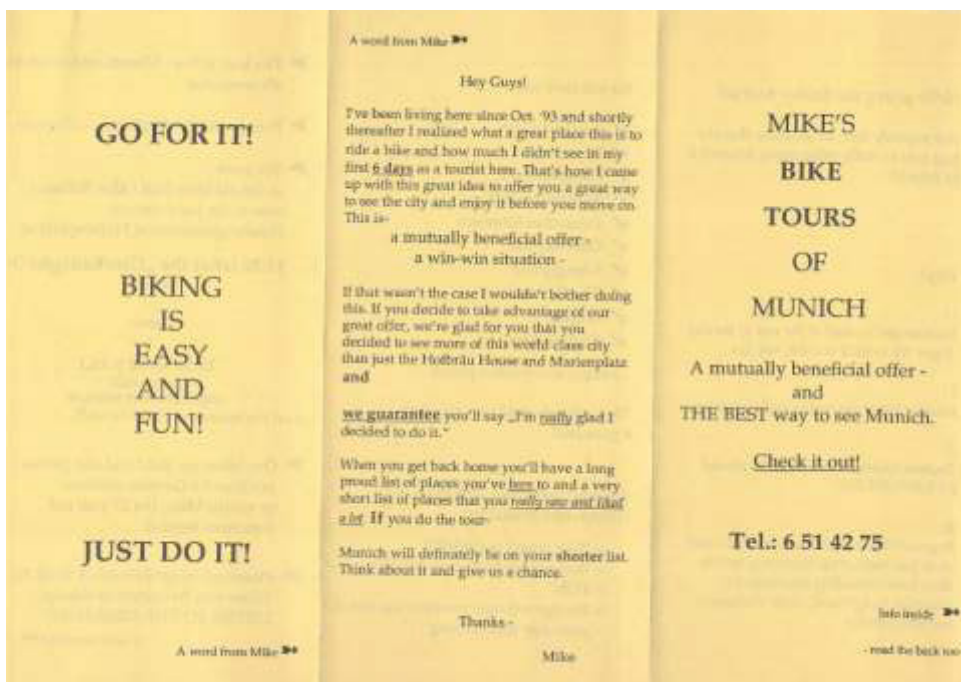 GO FOR IT!
BIKING
IS
EASY
AND
FUN!
JUST DO IT!
A word from Mike
A word from Mike
Hey Guys!
I've been living here since Oct. '93 and shortly
thereafter I realized what a great place this is to
ride a bike and how much I didn't see in my
first 6 days as a tourist here. That's how I came
up with this great idea to offer you a great way
to see the city and enjoy it before you move on.
This is-
a mutually beneficial offer -
a win-win situation -
If that wasn't the case I wouldn't bother doing
this. If you decide to take advantage of our
great offer, we're glad for you that you
decided to see more of this world class city
than just the Hofbräu House and Marienplatz
and
we guarantee you'll say „I'm really glad I
decided to do it."
When you get back home you'll have a long
proud list of places you've been to and a very
short list of places that you really saw and liked
a lot. If you do the tour-
Munich will definately be on your shorter list.
Think about it and give us a chance.
Thanks -
Mike
MIKE'S
BIKE
TOURS
OF
MUNICH
A mutually beneficial offer -
and
THE BEST way to see Munich.
Check it out!
Tel.: 6 51 42 75
Info inside
- read the back too